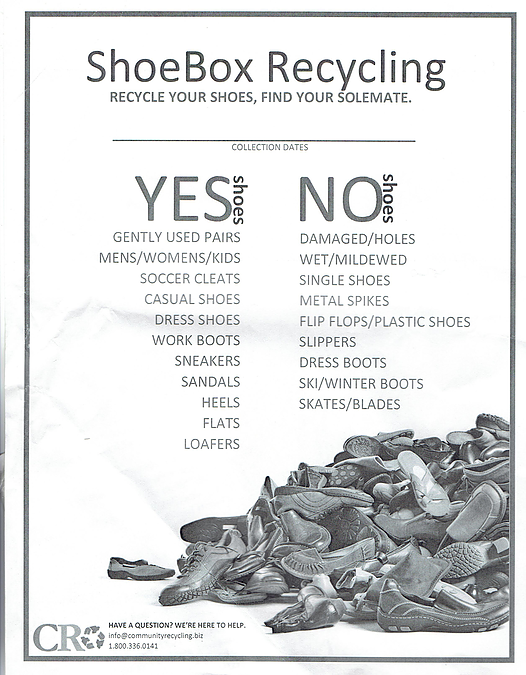 ShoeBox Recycling
RECYCLE YOUR SHOES, FIND YOUR SOLEMATE.
COLLECTION DATES
YES shoes
GENTLY USED PAIRS
MENS/WOMENS/KIDS
SOCCER CLEATS
CASUAL SHOES
DRESS SHOES
WORK BOOTS
SNEAKERS
SANDALS
HEELS
FLATS
LOAFERS
NO shoes
DAMAGED/HOLES
WET/MILDEWED
SINGLE SHOES
METAL SPIKES
FLIP FLOPS/PLASTIC SHOES
SLIPPERS
DRESS BOOTS
SKI/WINTER BOOTS
SKATES/BLADES
CR
HAVE A QUESTION? WE'RE HERE TO HELP.
info@communityrecycling.biz
1.800.336.0141